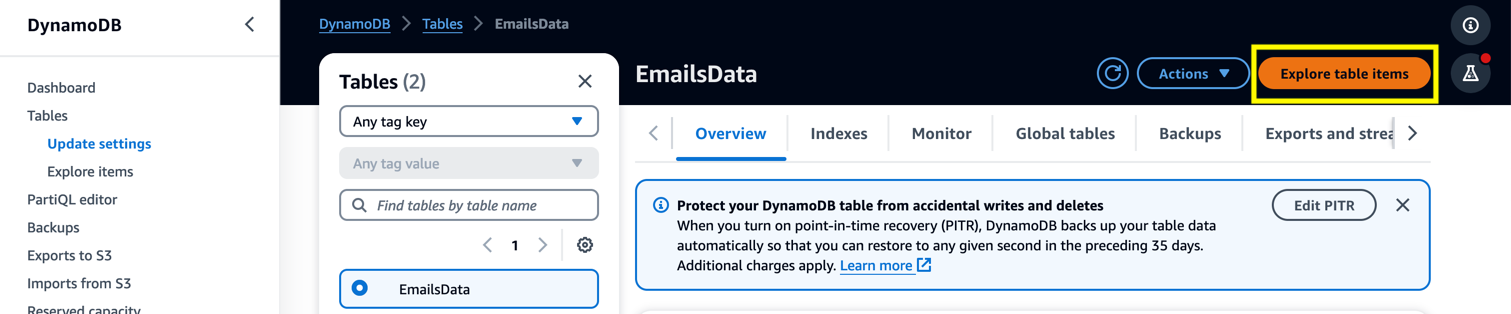 DynamoDB
Dashboard
Tables
Update settings
Explore items
PartiQL editor
Backups
Exports to S3
Imports from S3
Reserved capacity
DynamoDB
Tables
EmailsData
Tables (2)
Any tag key
Any tag value
Find tables by table name
1
EmailsData
EmailsData
Actions
Explore table items
Overview
Indexes
Monitor
Global tables
Backups
Exports and strea
Protect your DynamoDB table from accidental writes and deletes
When you turn on point-in-time recovery (PITR), DynamoDB backs up your table data
automatically so that you can restore to any given second in the preceding 35 days.
Additional charges apply. Learn more
Edit PITR